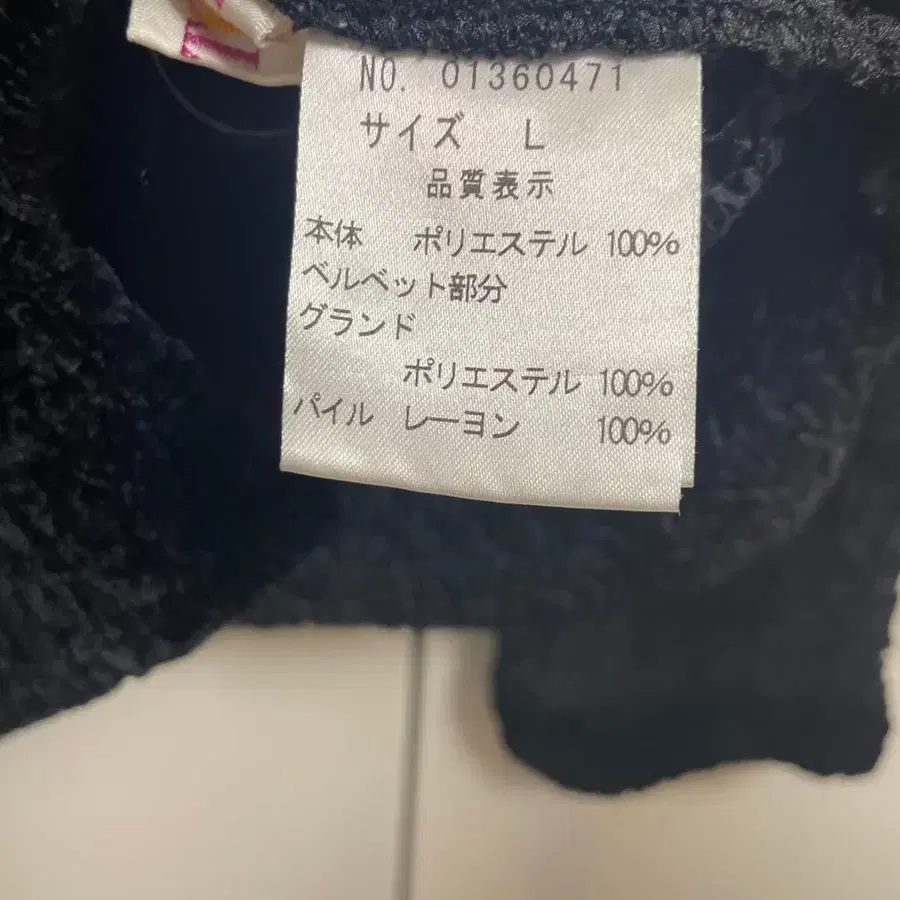 NO. 01360471
サイズ L
品質表示
本体 ポリエステル 100%
ベルベット部分
グランド
ポリエステル 100%
パイル レーヨン 100%